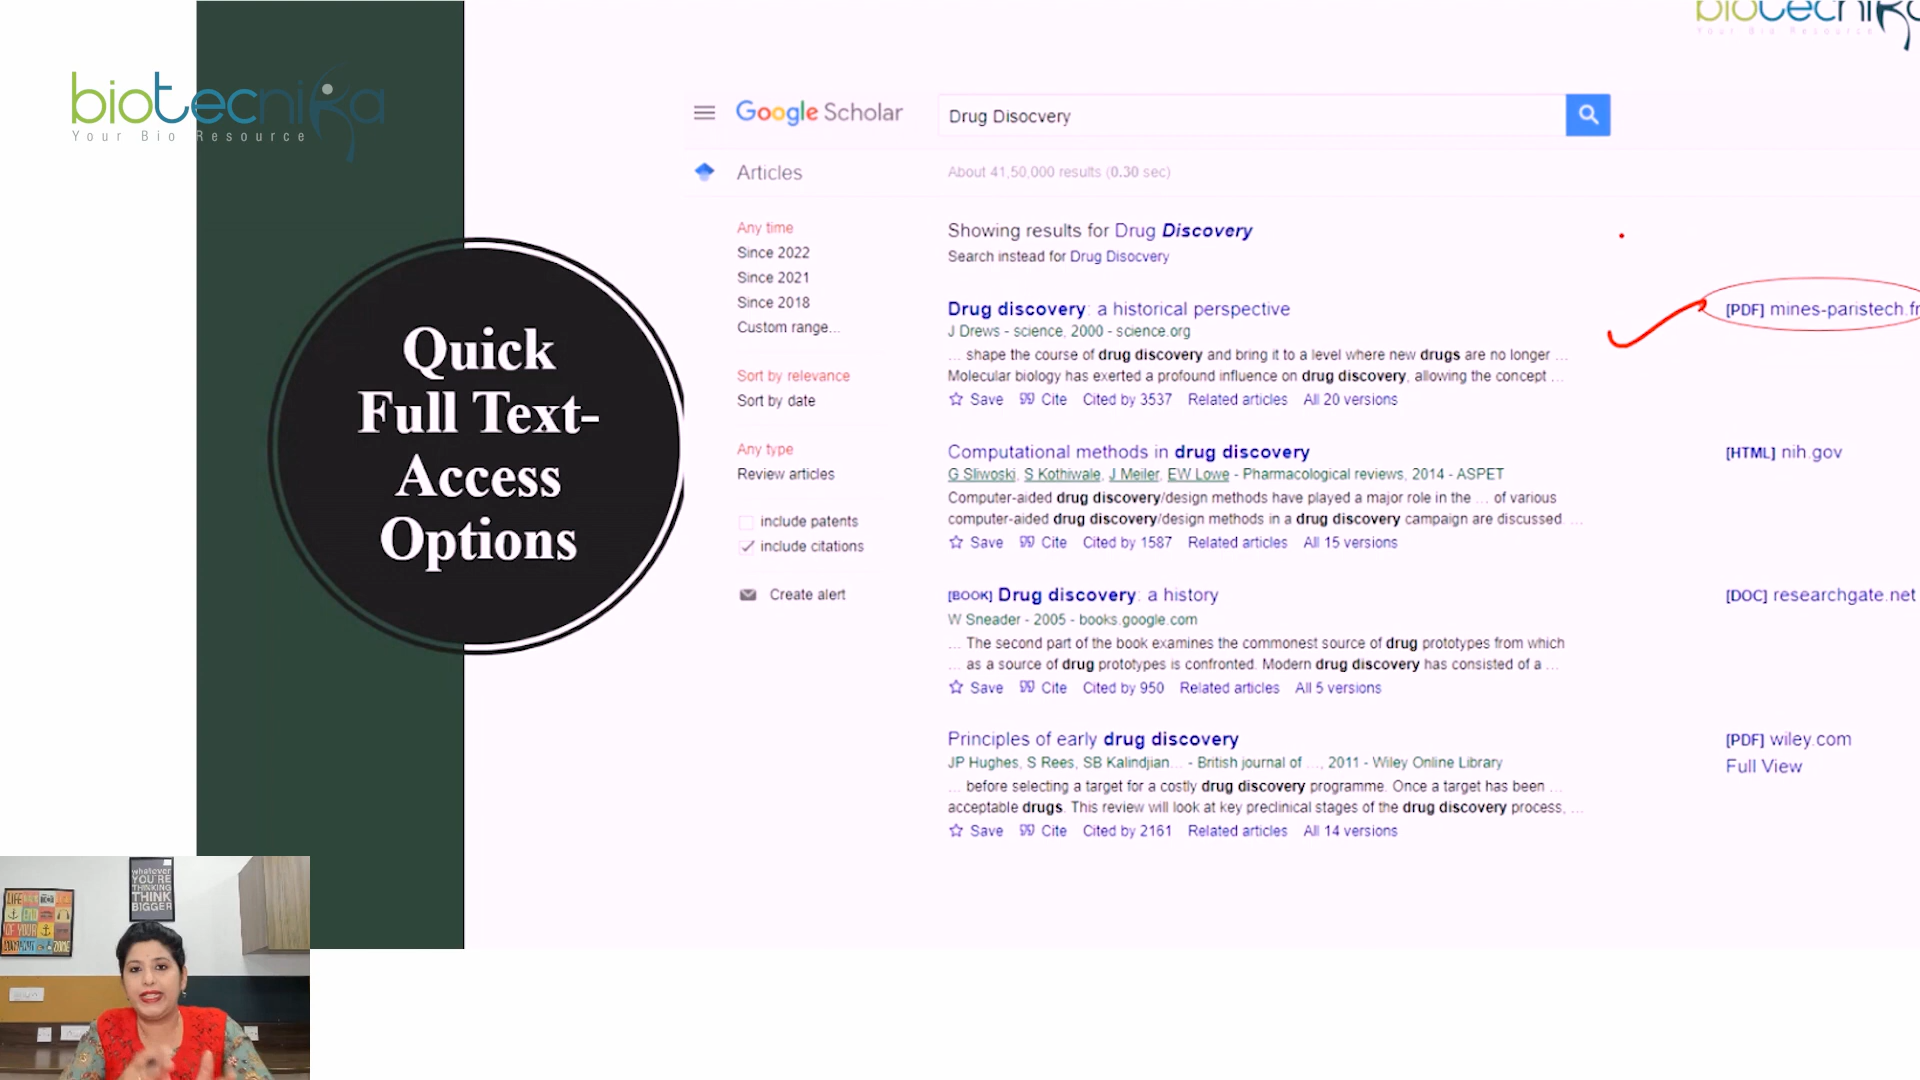 biotecnika
Your Bio Resource
biotecnika
Your Bio Resource
Quick
Full Text-
Access
Options
Google Scholar
Drug Disocvery
Articles
About 41,50,000 results (0.30 sec)
Any time
Since 2022
Since 2021
Since 2018
Custom range...
Sort by relevance
Sort by date
Any type
Review articles
include patents
include citations
Create alert
Showing results for Drug Discovery
Search instead for Drug Disocvery
Drug discovery: a historical perspective
J Drews - science, 2000 - science.org
... shape the course of drug discovery and bring it to a level where new drugs are no longer ...
Molecular biology has exerted a profound influence on drug discovery, allowing the concept ...
Save Cite Cited by 3537 Related articles All 20 versions
[PDF] mines-paristech.fr
Computational methods in drug discovery
G Sliwoski, S Kothiwale, J Meiler, EW Lowe - Pharmacological reviews, 2014 - ASPET
Computer-aided drug discovery/design methods have played a major role in the ... of various
computer-aided drug discovery/design methods in a drug discovery campaign are discussed. ...
Save Cite Cited by 1587 Related articles All 15 versions
[HTML] nih.gov
[BOOK] Drug discovery: a history
W Sneader - 2005 - books.google.com
... The second part of the book examines the commonest source of drug prototypes from which
... as a source of drug prototypes is confronted. Modern drug discovery has consisted of a ...
Save Cite Cited by 950 Related articles All 5 versions
[DOC] researchgate.net
Principles of early drug discovery
JP Hughes, S Rees, SB Kalindjian... - British journal of ..., 2011 - Wiley Online Library
... before selecting a target for a costly drug discovery programme. Once a target has been ...
acceptable drugs. This review will look at key preclinical stages of the drug discovery process, ...
Save Cite Cited by 2161 Related articles All 14 versions
[PDF] wiley.com
Full View
whatever
YOU'RE
THINKING
THINK
BIGGER
LIFE
OF YOUR